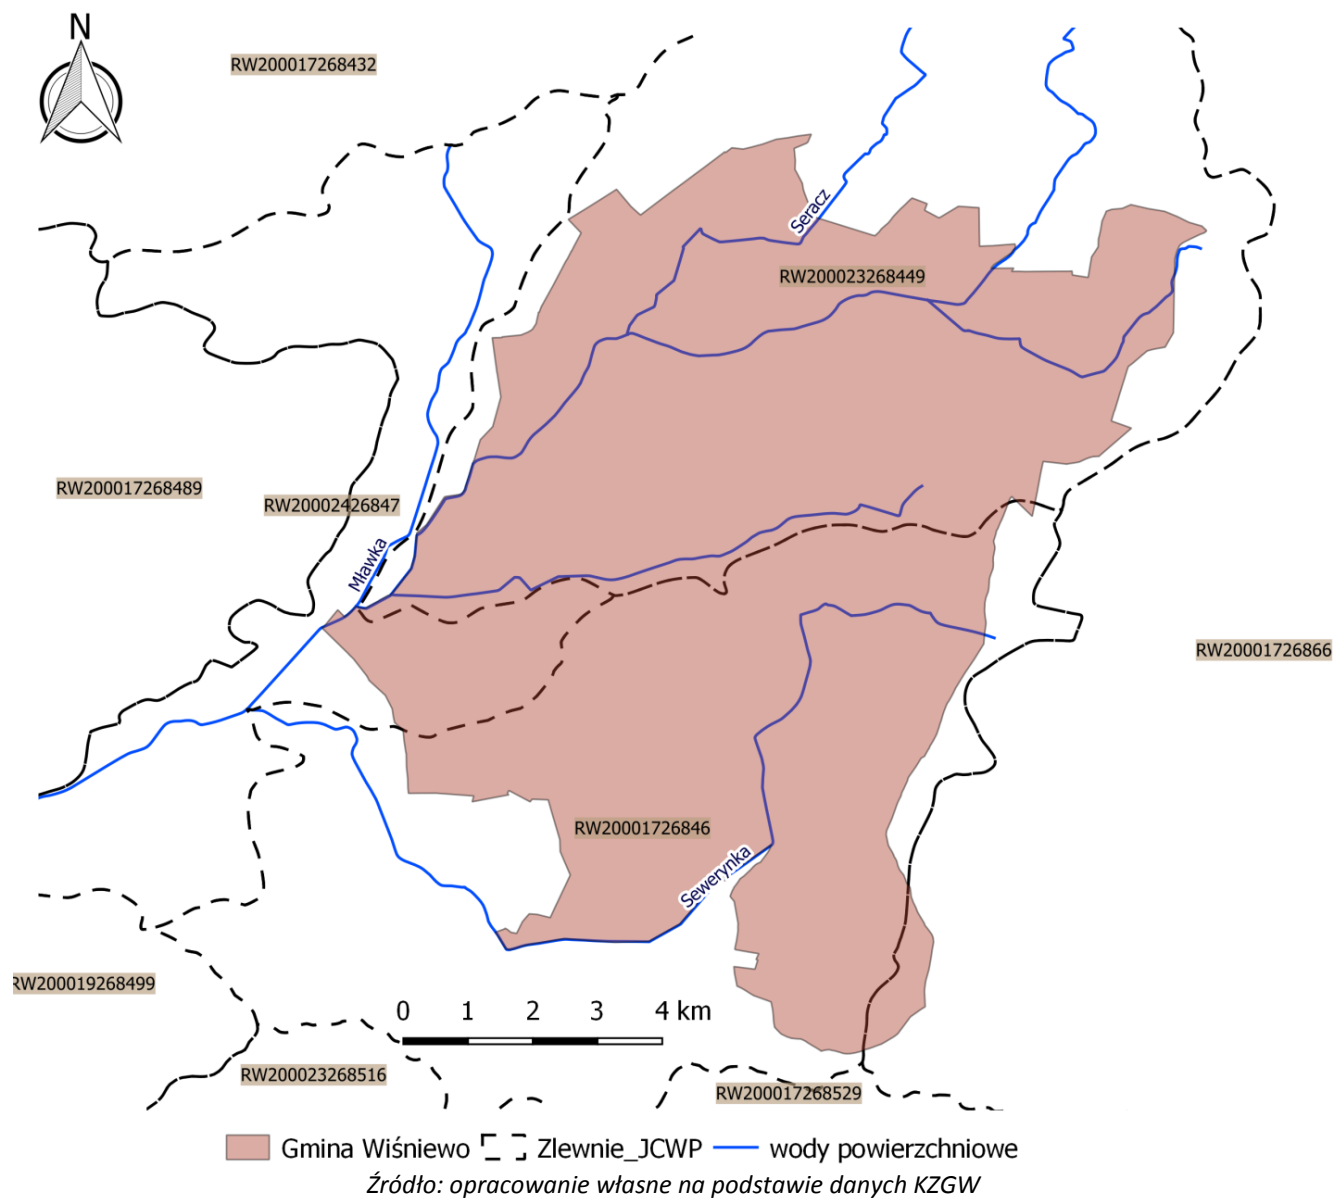 N
RW200017268432
Seracz
RW200023268449
RW200017268489
RW20002426847
Mławka
RW20001726866
RW20001726846
Sewerynka
RW200019268499
0 1 2 3 4 km
RW200023268516
RW200017268529
Gmina Wiśniewo Zlewnie_JCWP wody powierzchniowe
Źródło: opracowanie własne na podstawie danych KZGW